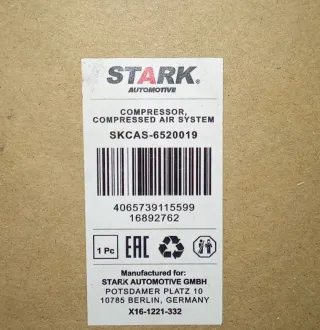 STARK®
AUTOMOTIVE
COMPRESSOR,
COMPRESSED AIR SYSTEM
SKCAS-6520019
4065739115599
16892762
1 Pc EAC
Manufactured for:
STARK AUTOMOTIVE GMBH
POTSDAMER PLATZ 10
10785 BERLIN, GERMANY
X16-1221-332